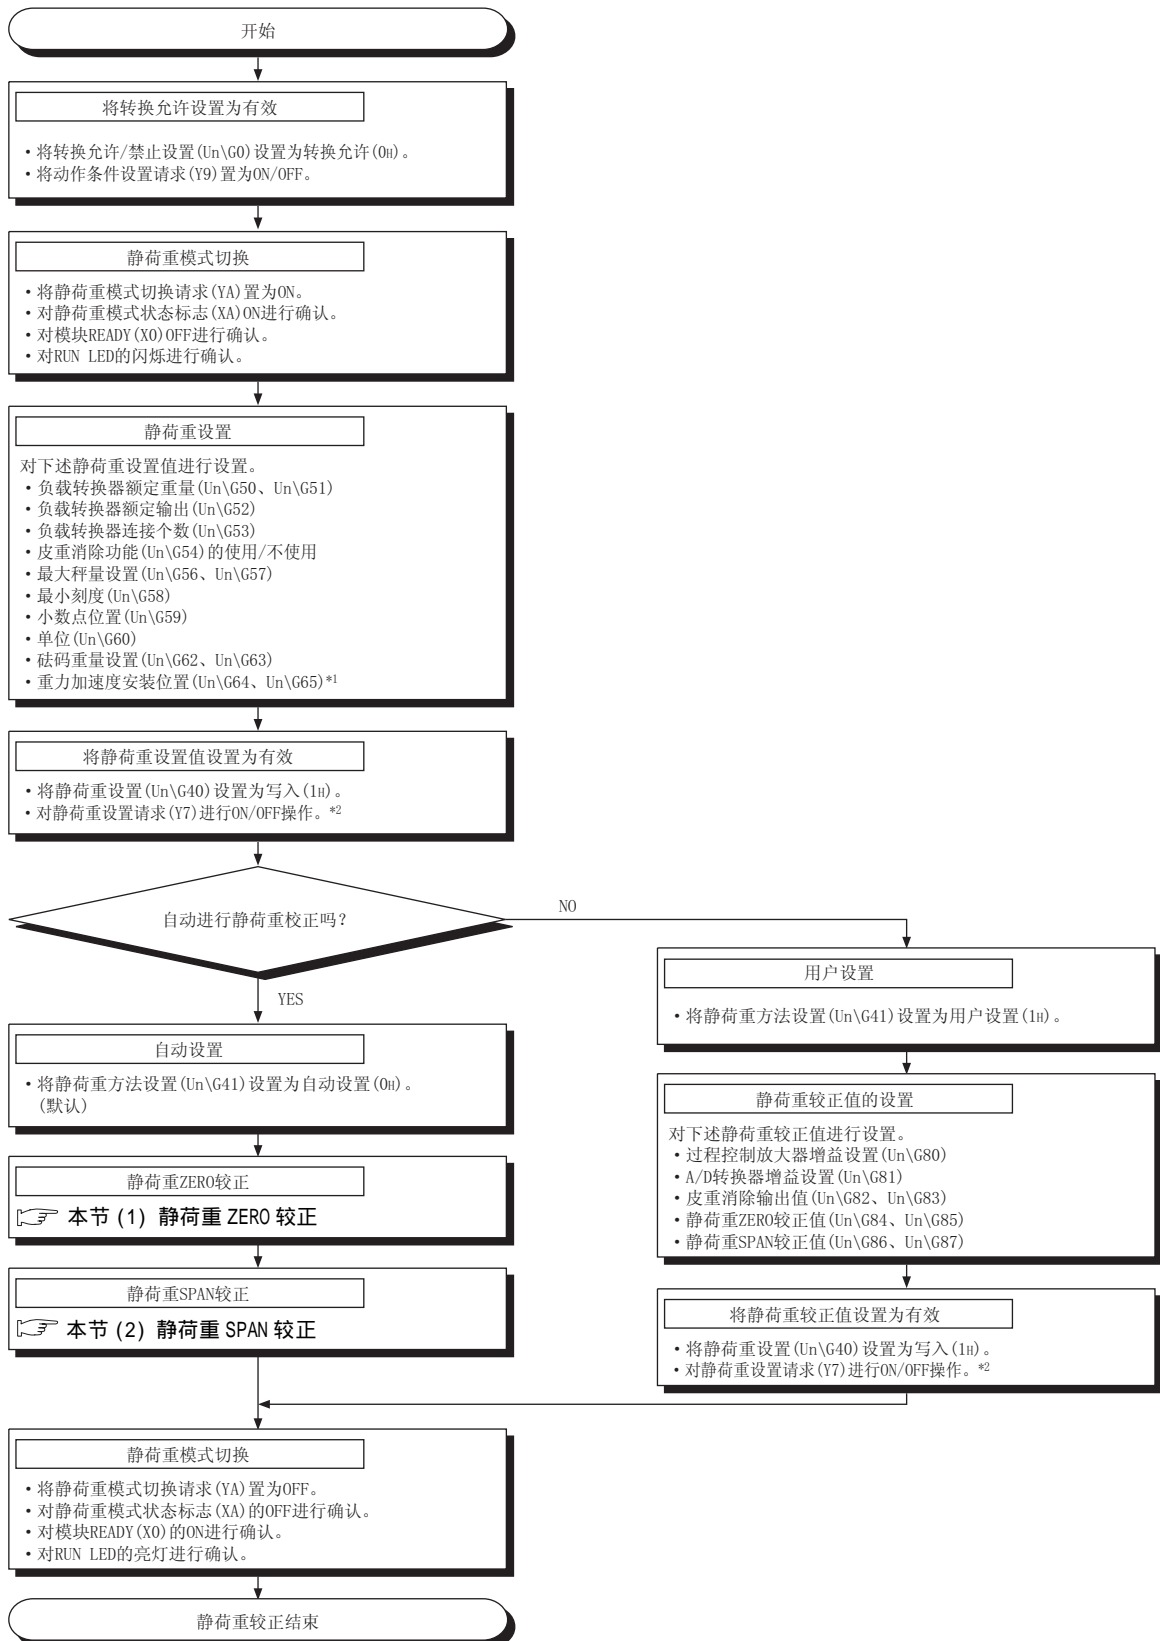 开始
将转换允许设置为有效
・将转换允许/禁止设置(Un\G0)设置为转换允许(0H)。
・将动作条件设置请求(Y9)置为ON/OFF。
静荷重模式切换
・将静荷重模式切换请求(YA)置为ON。
・对静荷重模式状态标志(XA)ON进行确认。
・对模块READY(X0)OFF进行确认。
・对RUN LED的闪烁进行确认。
静荷重设置
对下述静荷重设置值进行设置。
・负载转换器额定重量(Un\G50、Un\G51)
・负载转换器额定输出(Un\G52)
・负载转换器连接个数(Un\G53)
・皮重消除功能(Un\G54)的使用/不使用
・最大秤量设置(Un\G56、Un\G57)
・最小刻度(Un\G58)
・小数点位置(Un\G59)
・单位(Un\G60)
・砝码重量设置(Un\G62、Un\G63)
・重力加速度安装位置(Un\G64、Un\G65)*1
将静荷重设置值设置为有效
・将静荷重设置(Un\G40)设置为写入(1H)。
・对静荷重设置请求(Y7)进行ON/OFF操作。*2
自动进行静荷重校正吗?
NO
YES
自动设置
・将静荷重方法设置(Un\G41)设置为自动设置(0H)。
(默认)
静荷重ZERO较正
本节 (1) 静荷重 ZERO 较正
静荷重SPAN较正
本节 (2) 静荷重 SPAN 较正
用户设置
・将静荷重方法设置(Un\G41)设置为用户设置(1H)。
静荷重较正值的设置
对下述静荷重较正值进行设置。
・过程控制放大器增益设置(Un\G80)
・A/D转换器增益设置(Un\G81)
・皮重消除输出值(Un\G82、Un\G83)
・静荷重ZERO较正值(Un\G84、Un\G85)
・静荷重SPAN较正值(Un\G86、Un\G87)
将静荷重较正值设置为有效
・将静荷重设置(Un\G40)设置为写入(1H)。
・对静荷重设置请求(Y7)进行ON/OFF操作。*2
静荷重模式切换
・将静荷重模式切换请求(YA)置为OFF。
・对静荷重模式状态标志(XA)的OFF进行确认。
・对模块READY(X0)的ON进行确认。
・对RUN LED的亮灯进行确认。
静荷重较正结束